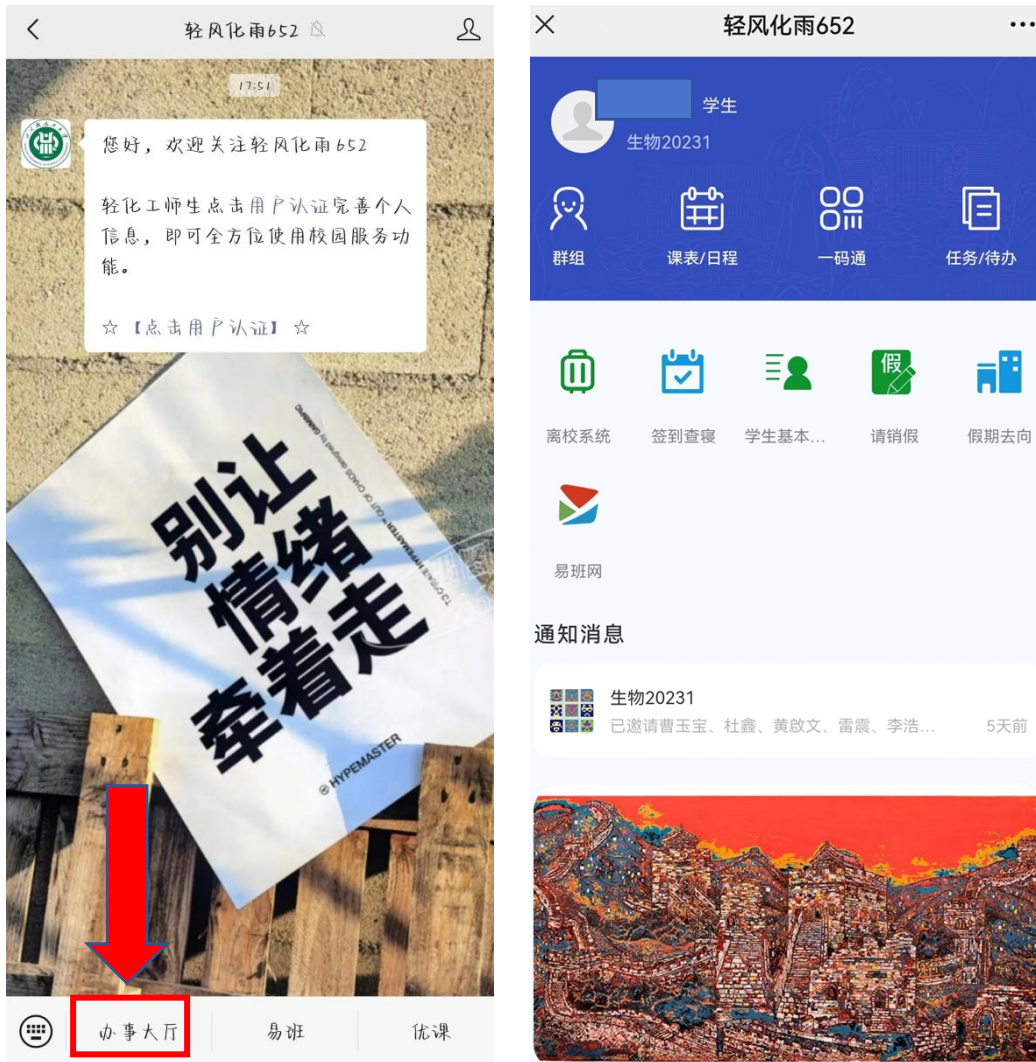 轻风化雨652
17:51
您好，欢迎关注轻风化雨652
轻化工师生点击用户认证完善个人
信息，即可全方位使用校园服务功
能。
☆【点击用户认证】☆
别让
情绪
牵着走
HYPEMASTER
办事大厅
易班
优课
轻风化雨652
学生
生物20231
群组
课表/日程
一码通
任务/待办
离校系统
签到查寝
学生基本...
假
请销假
假期去向
易班网
通知消息
生物20231
已邀请曹玉宝、杜鑫、黄啟文、雷震、李浩...
5天前